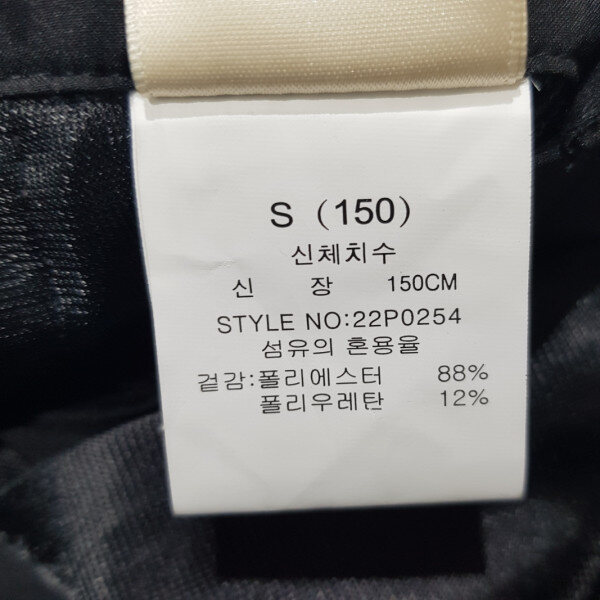 S (150)
신체치수
신 장 150CM
STYLE NO:22P0254
섬유의 혼용율
겉감:폴리에스터 88%
폴리우레탄 12%